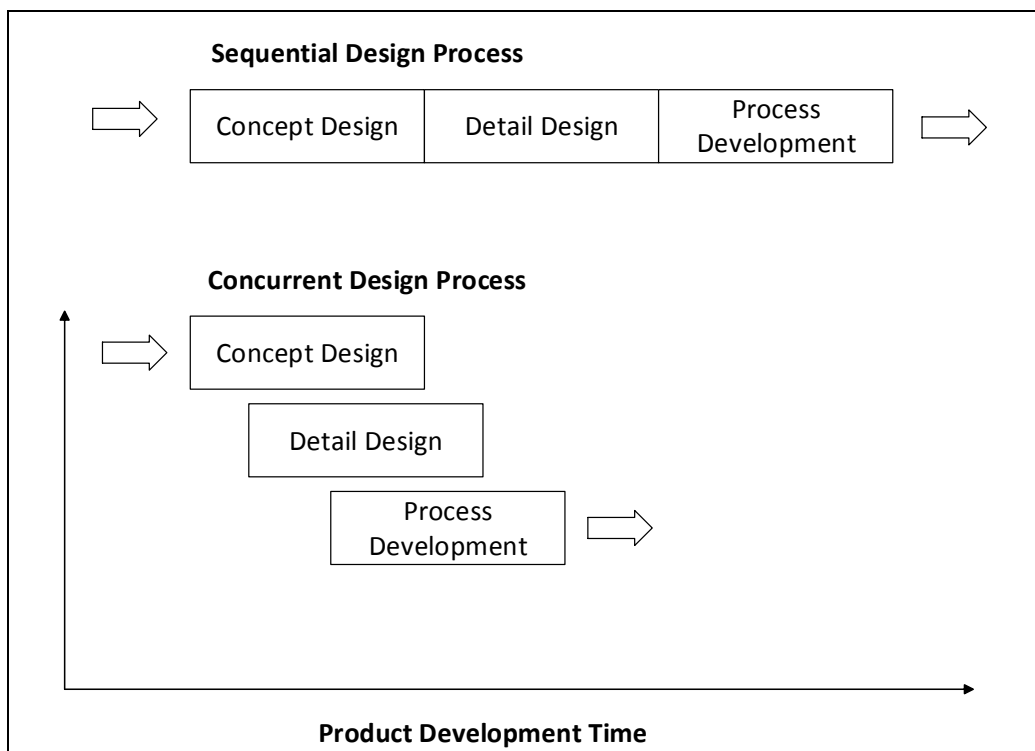 Sequential Design Process
Concept Design
Detail Design
Process
Development
Concurrent Design Process
Concept Design
Detail Design
Process
Development
Product Development Time